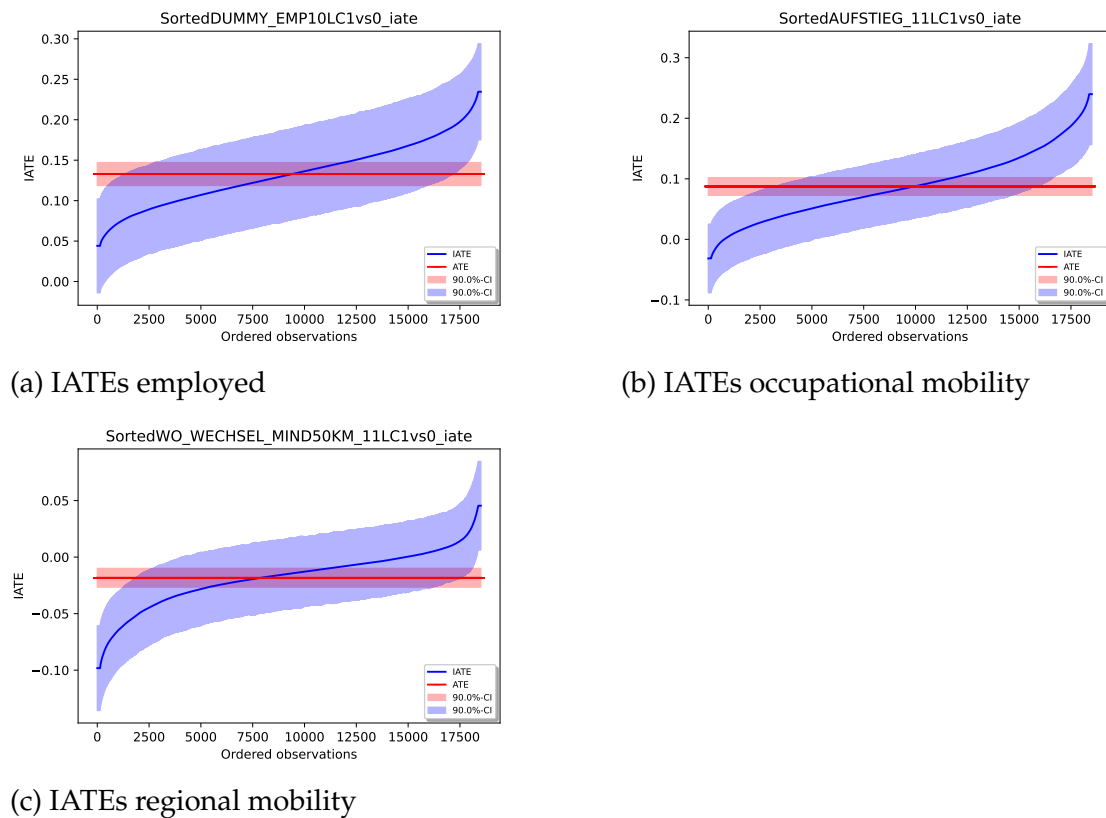 SortedDUMMY_EMP10LC1vs0_iate
0.30
0.25
0.20
0.15
0.10
0.05
0.00
IATE
IATE
ATE
90.0%-CI
90.0%-CI
0 2500 5000 7500 10000 12500 15000 17500
Ordered observations
(a) IATEs employed
SortedAUFSTIEG_11LC1vs0_iate
0.3
0.2
0.1
0.0
−0.1
IATE
IATE
ATE
90.0%-CI
90.0%-CI
0 2500 5000 7500 10000 12500 15000 17500
Ordered observations
(b) IATEs occupational mobility
SortedWO_WECHSEL_MIND50KM_11LC1vs0_iate
0.05
0.00
−0.05
−0.10
IATE
IATE
ATE
90.0%-CI
90.0%-CI
0 2500 5000 7500 10000 12500 15000 17500
Ordered observations
(c) IATEs regional mobility